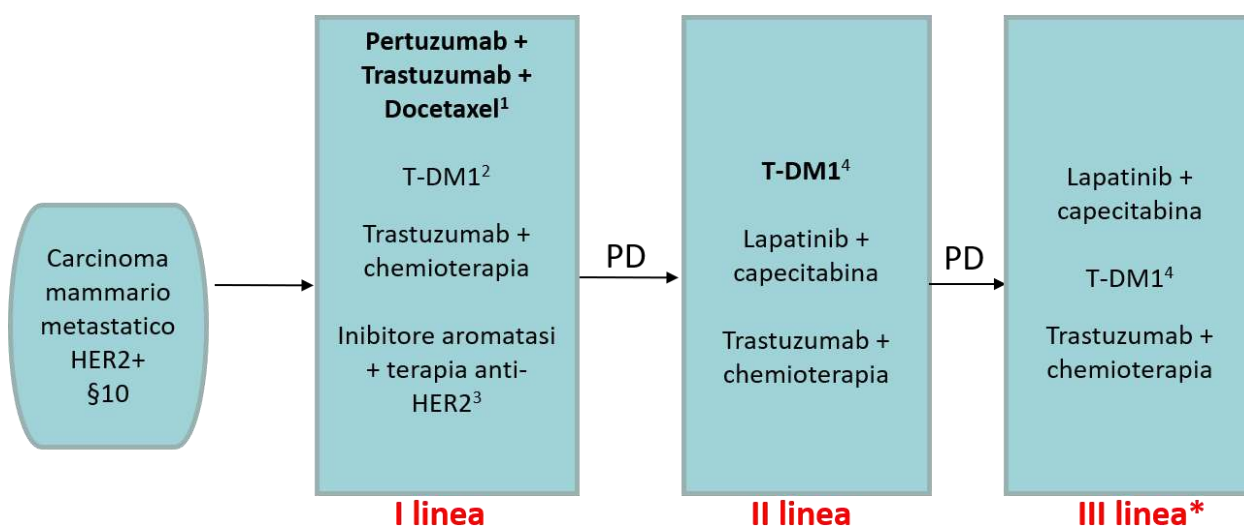 Carcinoma
mammario
metastatico
HER2+
§10
Pertuzumab +
Trastuzumab +
Docetaxel¹
T-DM1²
Trastuzumab +
chemioterapia
Inibitore aromatasi
+ terapia anti-
HER2³
I linea
PD
T-DM1⁴
Lapatinib +
capecitabina
Trastuzumab +
chemioterapia
II linea
PD
Lapatinib +
capecitabina
T-DM1⁴
Trastuzumab +
chemioterapia
III linea*